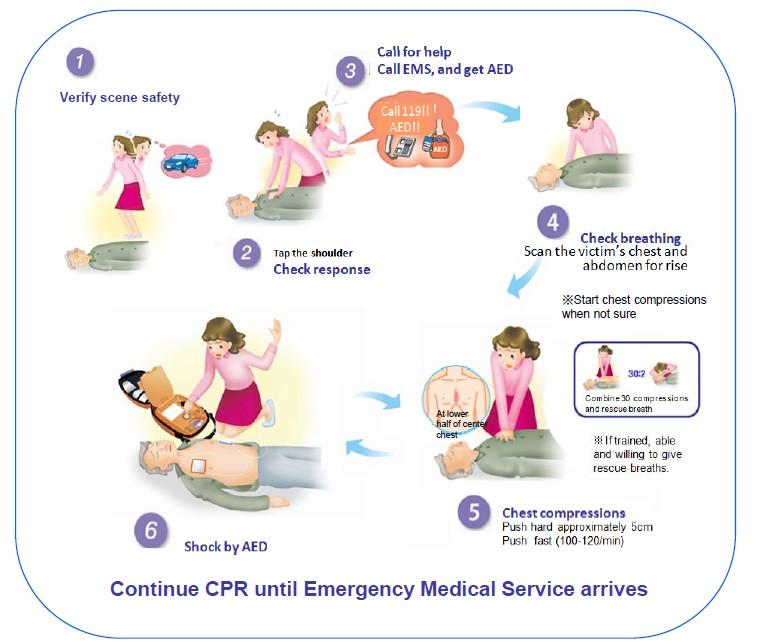 1
Verify scene safety
2
Tap the shoulder
Check response
3
Call for help
Call EMS, and get AED
Call 119!! !
AED!!
AED
4
Check breathing
Scan the victim's chest and
abdomen for rise
※Start chest compressions
when not sure
30:2
Combine 30 compressions
and rescue breath
※If trained, able
and willing to give
rescue breaths.
At lower
half of center
chest
5
Chest compressions
Push hard approximately 5cm
Push fast (100-120/min)
6
Shock by AED
Continue CPR until Emergency Medical Service arrives